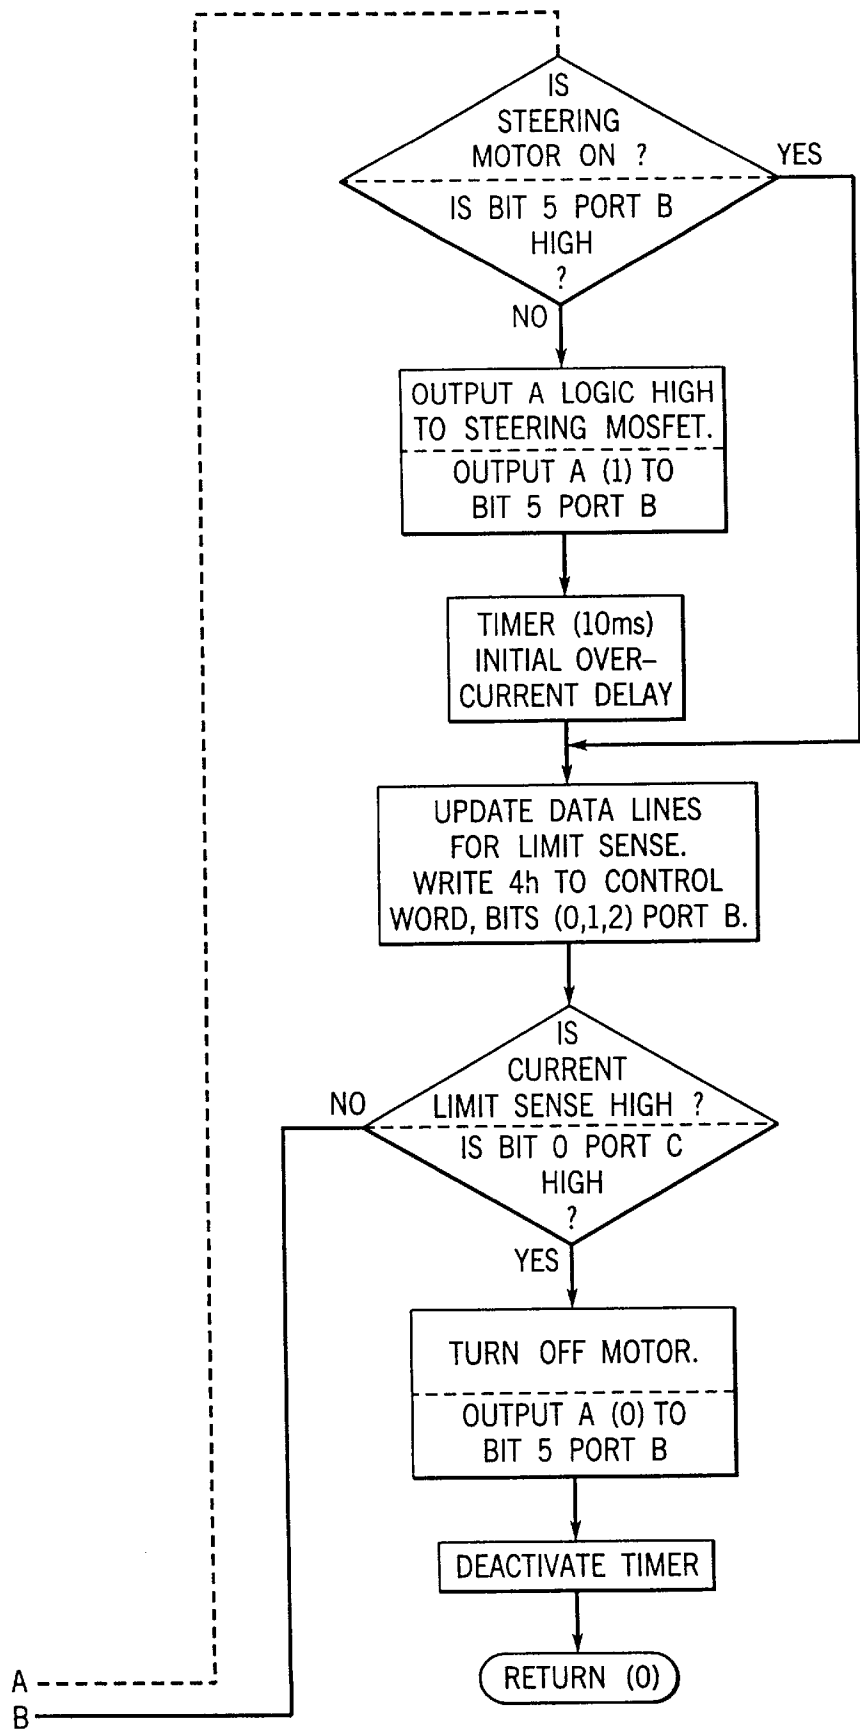 IS
STEERING
MOTOR ON ?
YES
IS BIT 5 PORT B
HIGH
?
NO
OUTPUT A LOGIC HIGH
TO STEERING MOSFET.
OUTPUT A (1) TO
BIT 5 PORT B
TIMER (10ms)
INITIAL OVER-
CURRENT DELAY
UPDATE DATA LINES
FOR LIMIT SENSE.
WRITE 4h TO CONTROL
WORD, BITS (0,1,2) PORT B.
IS
CURRENT
LIMIT SENSE HIGH ?
NO
IS BIT 0 PORT C
HIGH
?
YES
TURN OFF MOTOR.
OUTPUT A (0) TO
BIT 5 PORT B
DEACTIVATE TIMER
RETURN (0)
A
B